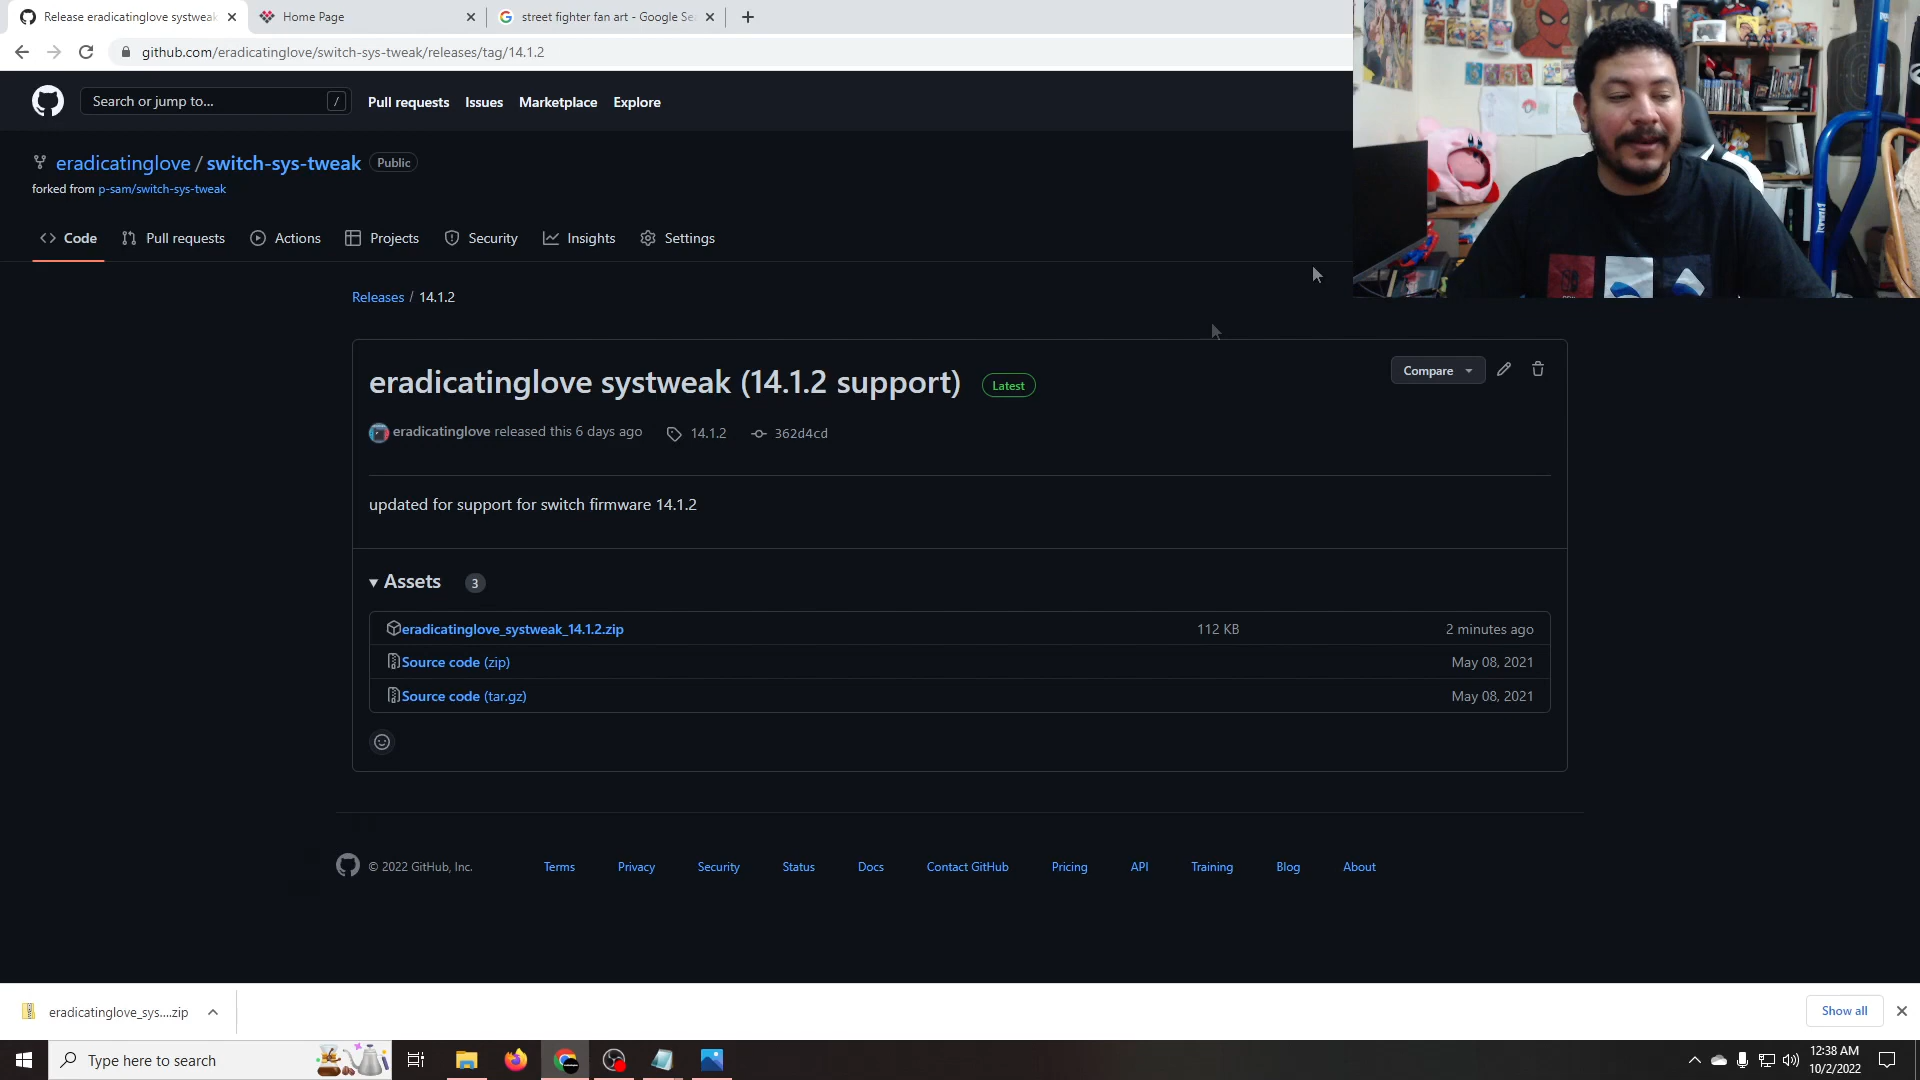 Release eradicatinglove systweak
Home Page
street fighter fan art - Google Se
github.com/eradicatinglove/switch-sys-tweak/releases/tag/14.1.2
Search or jump to...
/
Pull requests
Issues
Marketplace
Explore
eradicatinglove / switch-sys-tweak
Public
forked from p-sam/switch-sys-tweak
Code
Pull requests
Actions
Projects
Security
Insights
Settings
Releases / 14.1.2
eradicatinglove systweak (14.1.2 support)
Latest
Compare
eradicatinglove released this 6 days ago
14.1.2
362d4cd
updated for support for switch firmware 14.1.2
Assets 3
eradicatinglove_systweak_14.1.2.zip 112 KB 2 minutes ago
Source code (zip) May 08, 2021
Source code (tar.gz) May 08, 2021
© 2022 GitHub, Inc.
Terms
Privacy
Security
Status
Docs
Contact GitHub
Pricing
API
Training
Blog
About
eradicatinglove_sys....zip
Show all
Type here to search
12:38 AM
10/2/2022